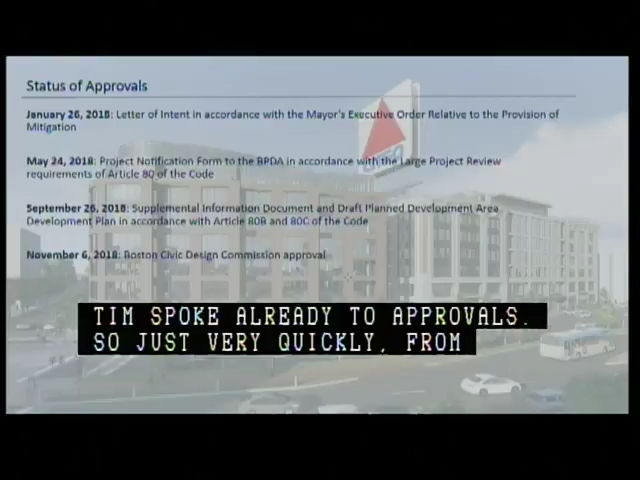 Status of Approvals
January 26, 2018: Letter of Intent in accordance with the Mayor's Executive Order Relative to the Provision of
Mitigation
May 24, 2018: Project Notification Form to the BPDA in accordance with the Large Project Review
requirements of Article 80 of the Code
September 26, 2018: Supplemental Information Document and Draft Planned Development Area
Development Plan in accordance with Article 80B and 80C of the Code
November 6, 2018: Boston Civic Design Commission approval
CITGO
TIM SPOKE ALREADY TO APPROVALS.
SO JUST VERY QUICKLY, FROM